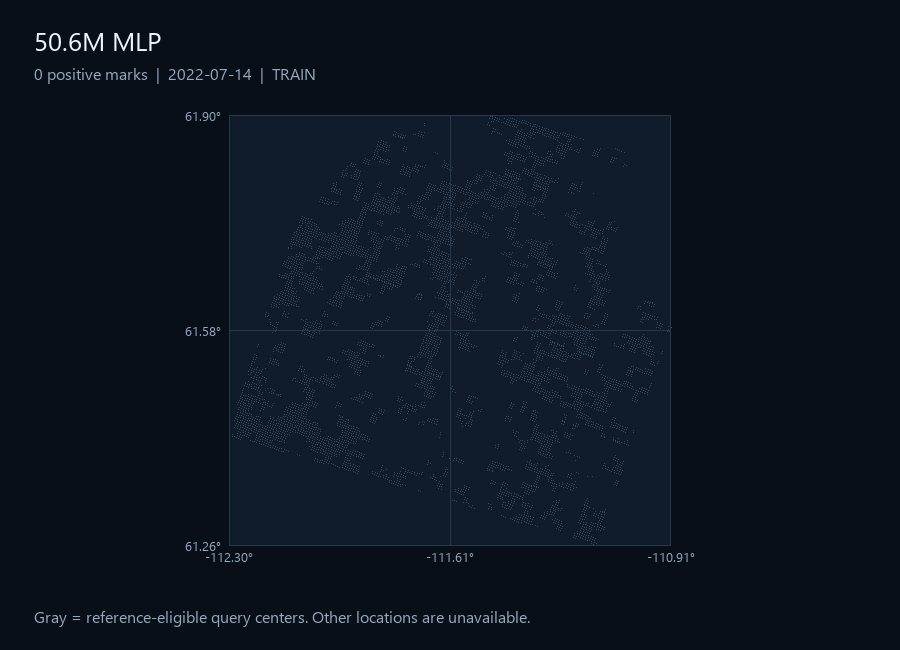 50.6M MLP
0 positive marks | 2022-07-14 | TRAIN
61.90°
61.58°
61.26°
-112.30°
-111.61°
-110.91°
Gray = reference-eligible query centers. Other locations are unavailable.